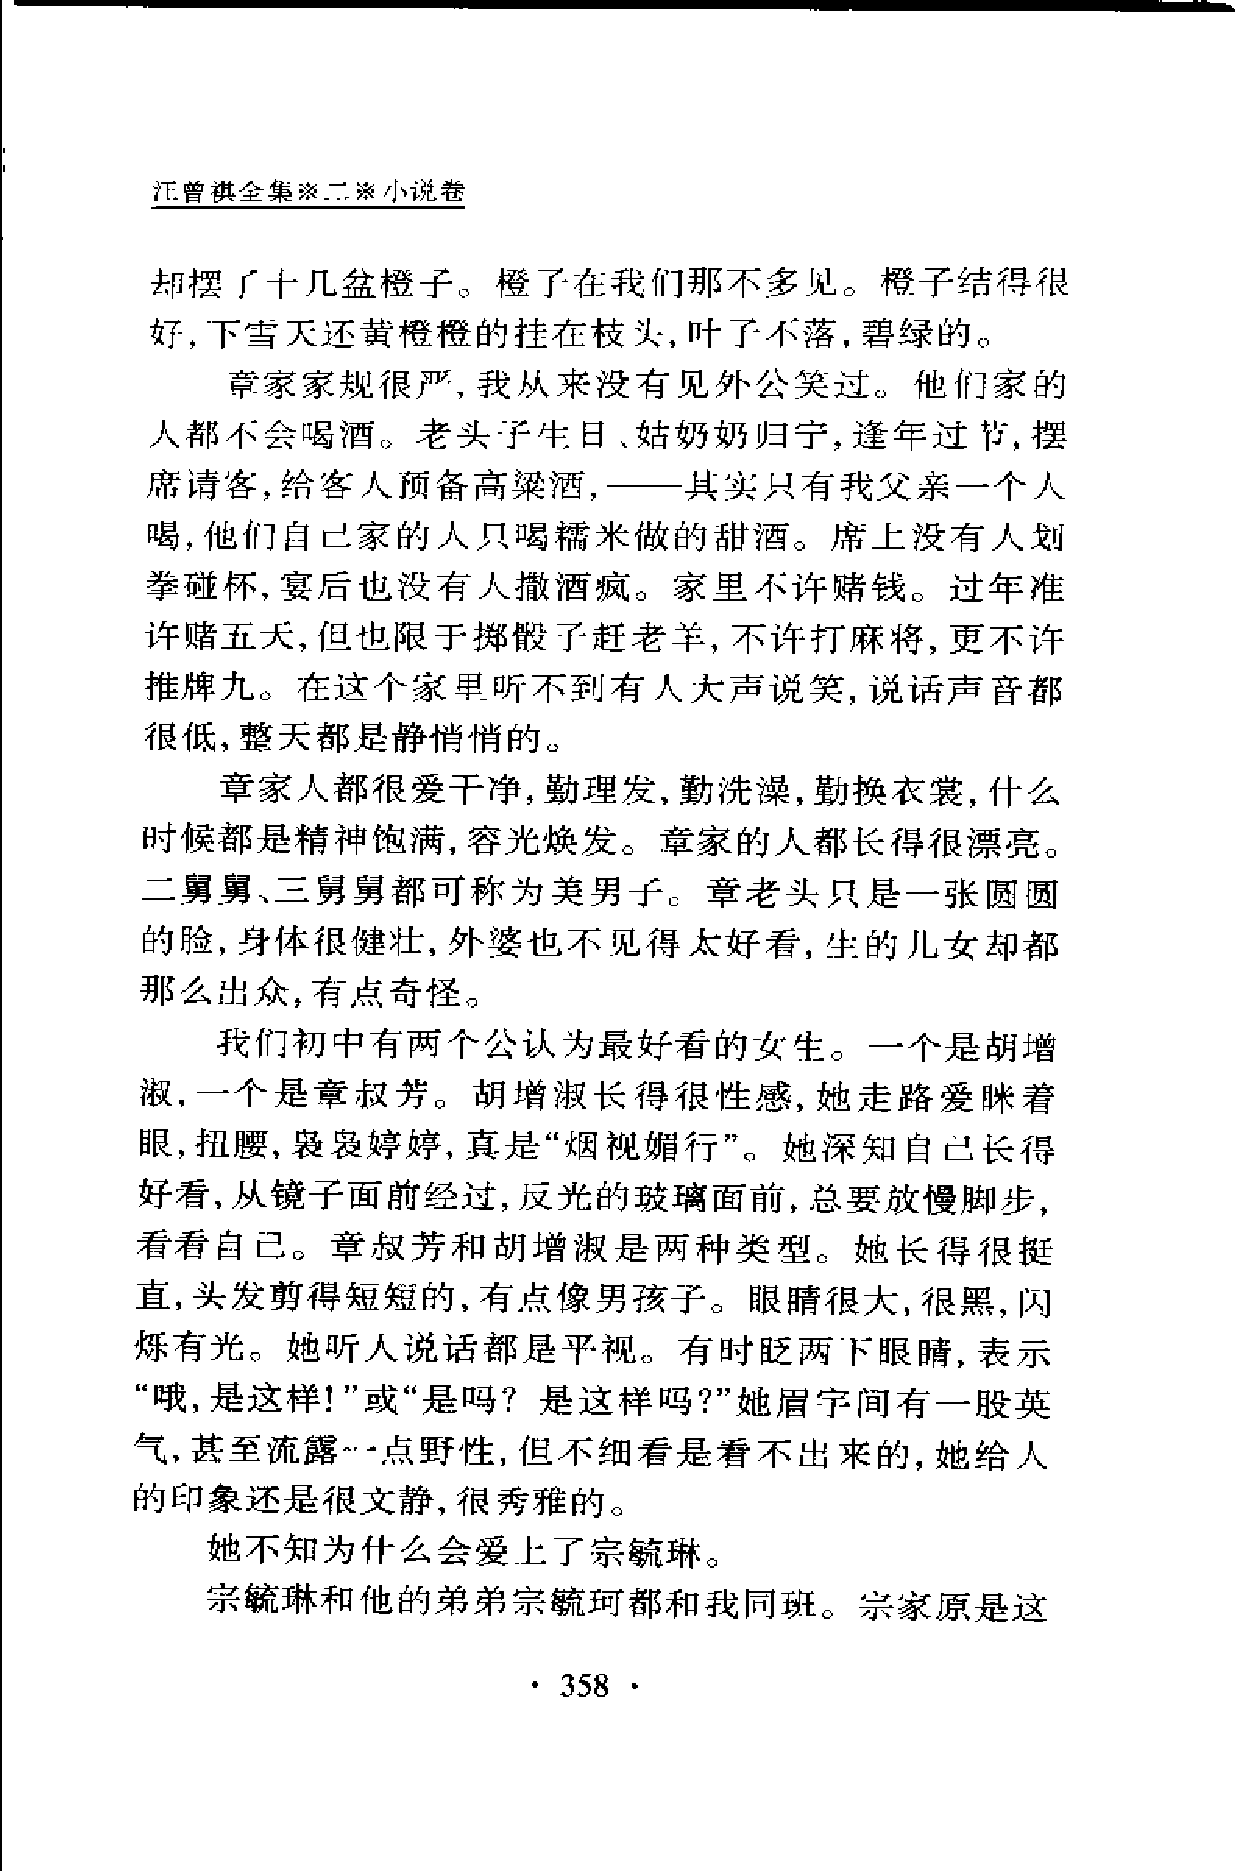 汪曾祺全集※二※小说卷
却摆了十几盆橙子。橙子在我们那不多见。橙子结得很
好,下雪天还黄橙橙的挂在枝头,叶子不落,碧绿的。
章家家规很严,我从来没有见外公笑过。他们家的
人都不会喝酒。老头子生日、姑奶奶归宁,逢年过节,摆
席请客,给客人预备高粱酒,——其实只有我父亲一个人
喝,他们自己家的人只喝糯米做的甜酒。席上没有人划
拳碰杯,宴后也没有人撒酒疯。家里不许赌钱。过年准
许赌五天,但也限于掷骰子赶老羊,不许打麻将,更不许
推牌九。在这个家里听不到有人大声说笑,说话声音都
很低,整天都是静悄悄的。
章家人都很爱干净,勤理发,勤洗澡,勤换衣裳,什么
时候都是精神饱满,容光焕发。章家的人都长得很漂亮。
二舅舅、三舅舅都可称为美男子。章老头只是一张圆圆
的脸,身体很健壮,外婆也不见得太好看,生的儿女却都
那么出众,有点奇怪。
我们初中有两个公认为最好看的女生。一个是胡增
淑,一个是章叔芳。胡增淑长得很性感,她走路爱眯着
眼,扭腰,袅袅婷婷,真是“烟视媚行”。她深知自己长得
好看,从镜子面前经过,反光的玻璃面前,总要放慢脚步,
看看自己。章叔芳和胡增淑是两种类型。她长得很挺
直,头发剪得短短的,有点像男孩子。眼睛很大,很黑,闪
烁有光。她听人说话都是平视。有时眨两下眼睛,表示
“哦,是这样!”或“是吗? 是这样吗?”她眉宇间有一股英
气,甚至流露一点野性,但不细看是看不出来的,她给人
的印象还是很文静,很秀雅的。
她不知为什么会爱上了宗毓琳。
宗毓琳和他的弟弟宗毓珂都和我同班。宗家原是这
· 358 ·